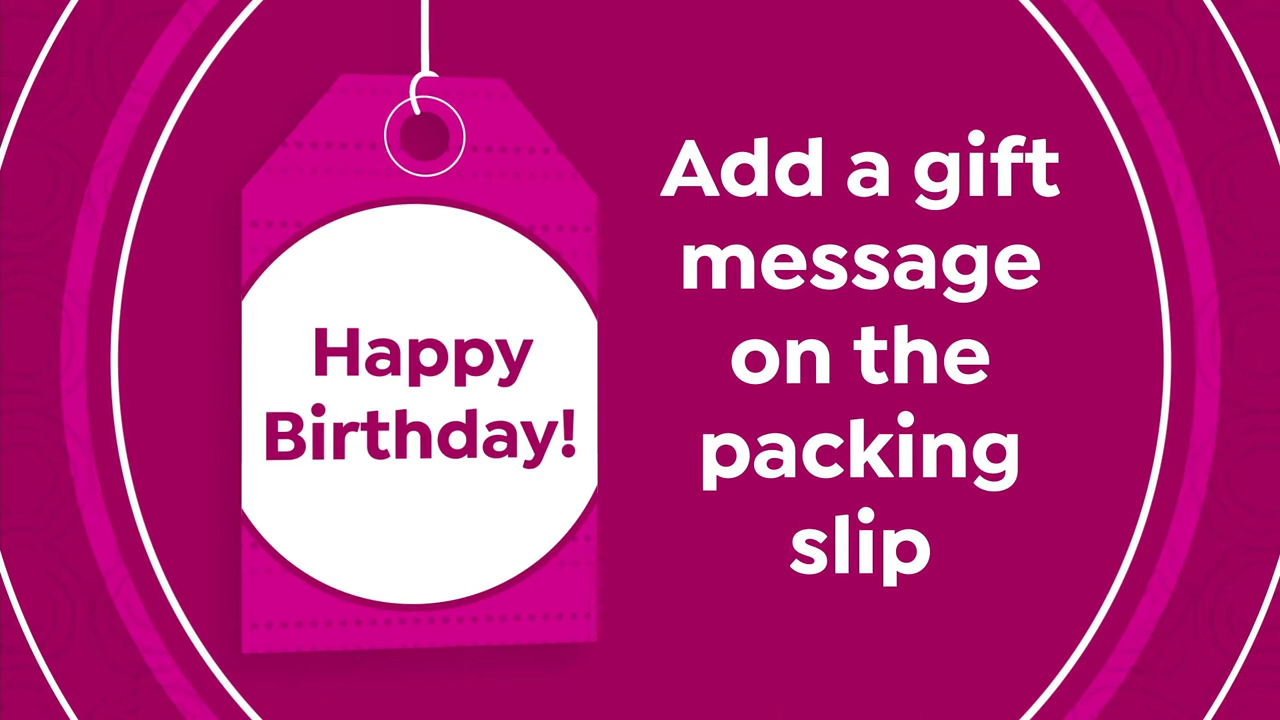 Happy
Birthday!
Add a gift
message
on the
packing
slip